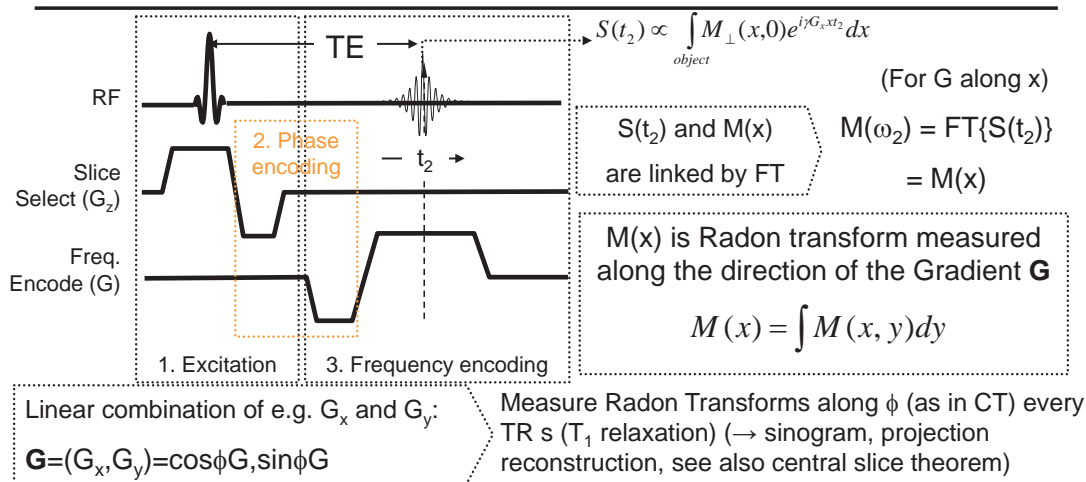 TE
S(t₂) ∝ ∫ M⊥(x,0)e^{iγGₓxt₂}dx
object
(For G along x)
RF
2. Phase
encoding
t₂
Slice
Select (G_z)
Freq.
Encode (G)
1. Excitation
3. Frequency encoding
S(t₂) and M(x)
are linked by FT
M(ω₂) = FT{S(t₂)}
= M(x)
M(x) is Radon transform measured
along the direction of the Gradient G
M(x) = ∫ M(x, y)dy
Linear combination of e.g. Gₓ and G_y:
G=(Gₓ,G_y)=cosϕG,sinϕG
Measure Radon Transforms along ϕ (as in CT) every
TR s (T₁ relaxation) (→ sinogram, projection
reconstruction, see also central slice theorem)